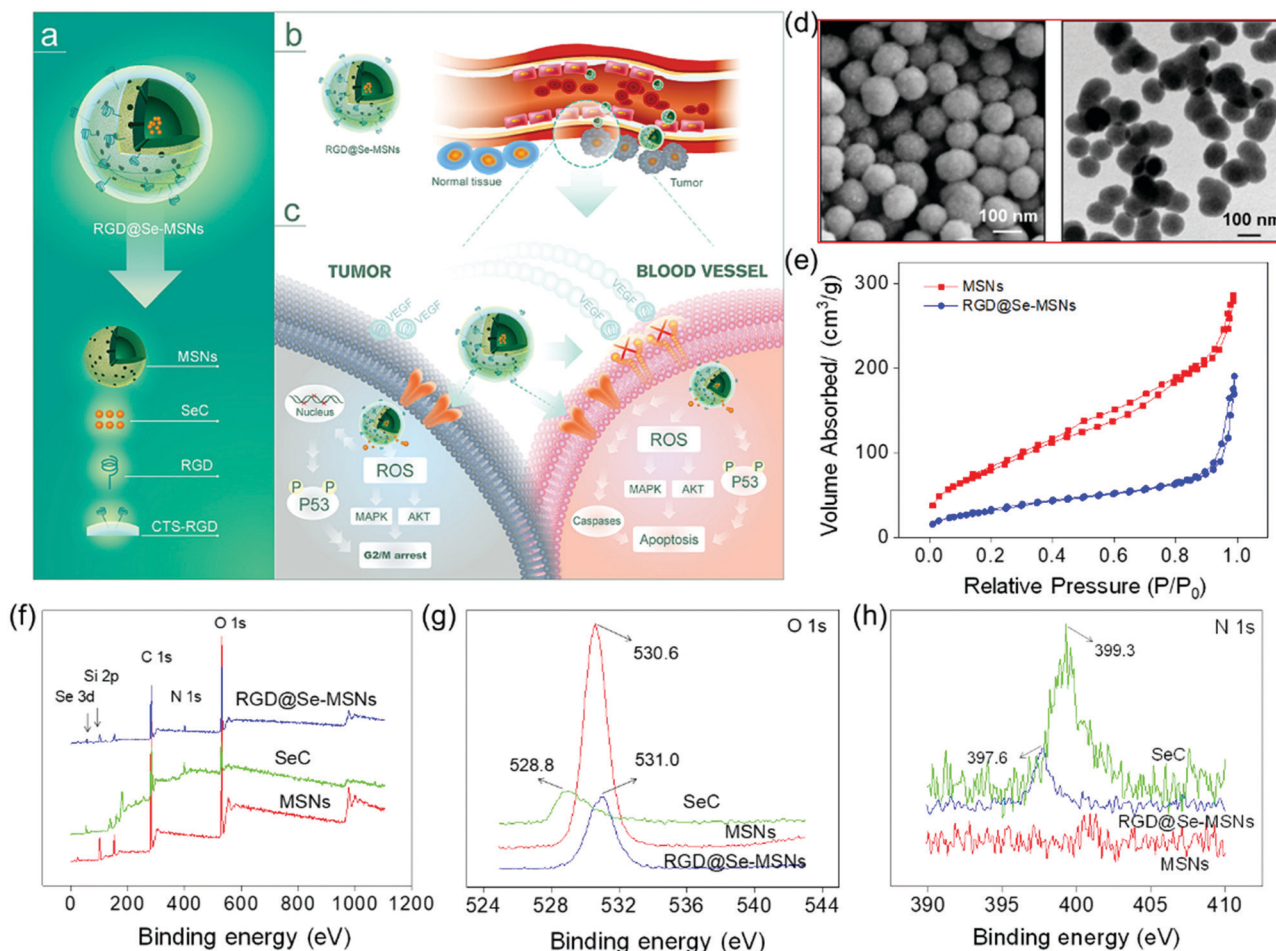 a
RGD@Se-MSNs
MSNs
SeC
RGD
CTS-RGD
b
RGD@Se-MSNs
Normal tissue
Tumor
c
TUMOR
BLOOD VESSEL
VEGF
VEGF
VEGF
VEGF
Nucleus
ROS
P
P
P53
MAPK
AKT
G2/M arrest
ROS
MAPK
AKT
P
P
P53
Caspases
Apoptosis
(d)
100 nm
100 nm
(e)
MSNs
RGD@Se-MSNs
Volume Absorbed/ (cm³/g)
300
200
100
0
0.0 0.2 0.4 0.6 0.8 1.0
Relative Pressure (P/P₀)
(f)
O 1s
C 1s
Si 2p
N 1s
Se 3d
RGD@Se-MSNs
SeC
MSNs
0 200 400 600 800 1000 1200
Binding energy (eV)
(g)
O 1s
530.6
528.8
531.0
SeC
MSNs
RGD@Se-MSNs
524 528 532 536 540 544
Binding energy (eV)
(h)
N 1s
399.3
397.6
SeC
RGD@Se-MSNs
MSNs
390 395 400 405 410
Binding energy (eV)